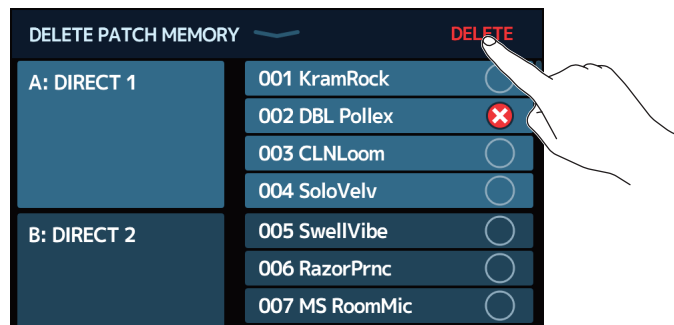 DELETE PATCH MEMORY DELETE
A: DIRECT 1
001 KramRock
002 DBL Pollex
003 CLNLoom
004 SoloVelv
B: DIRECT 2
005 SwellVibe
006 RazorPrnc
007 MS RoomMic